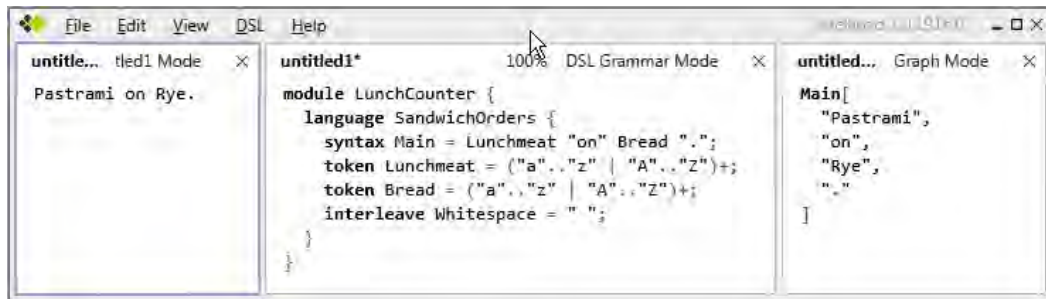 File Edit View DSL Help
untitle... tled1 Mode ×
Pastrami on Rye.
untitled1* 100% DSL Grammar Mode ×
module LunchCounter {
language SandwichOrders {
syntax Main = Lunchmeat "on" Bread ".";
token Lunchmeat = ("a".."z" | "A".."Z")+;
token Bread = ("a".."z" | "A".."Z")+;
interleave Whitespace = " ";
}
}
untitled... Graph Mode ×
Main[
"Pastrami",
"on",
"Rye",
"."
]